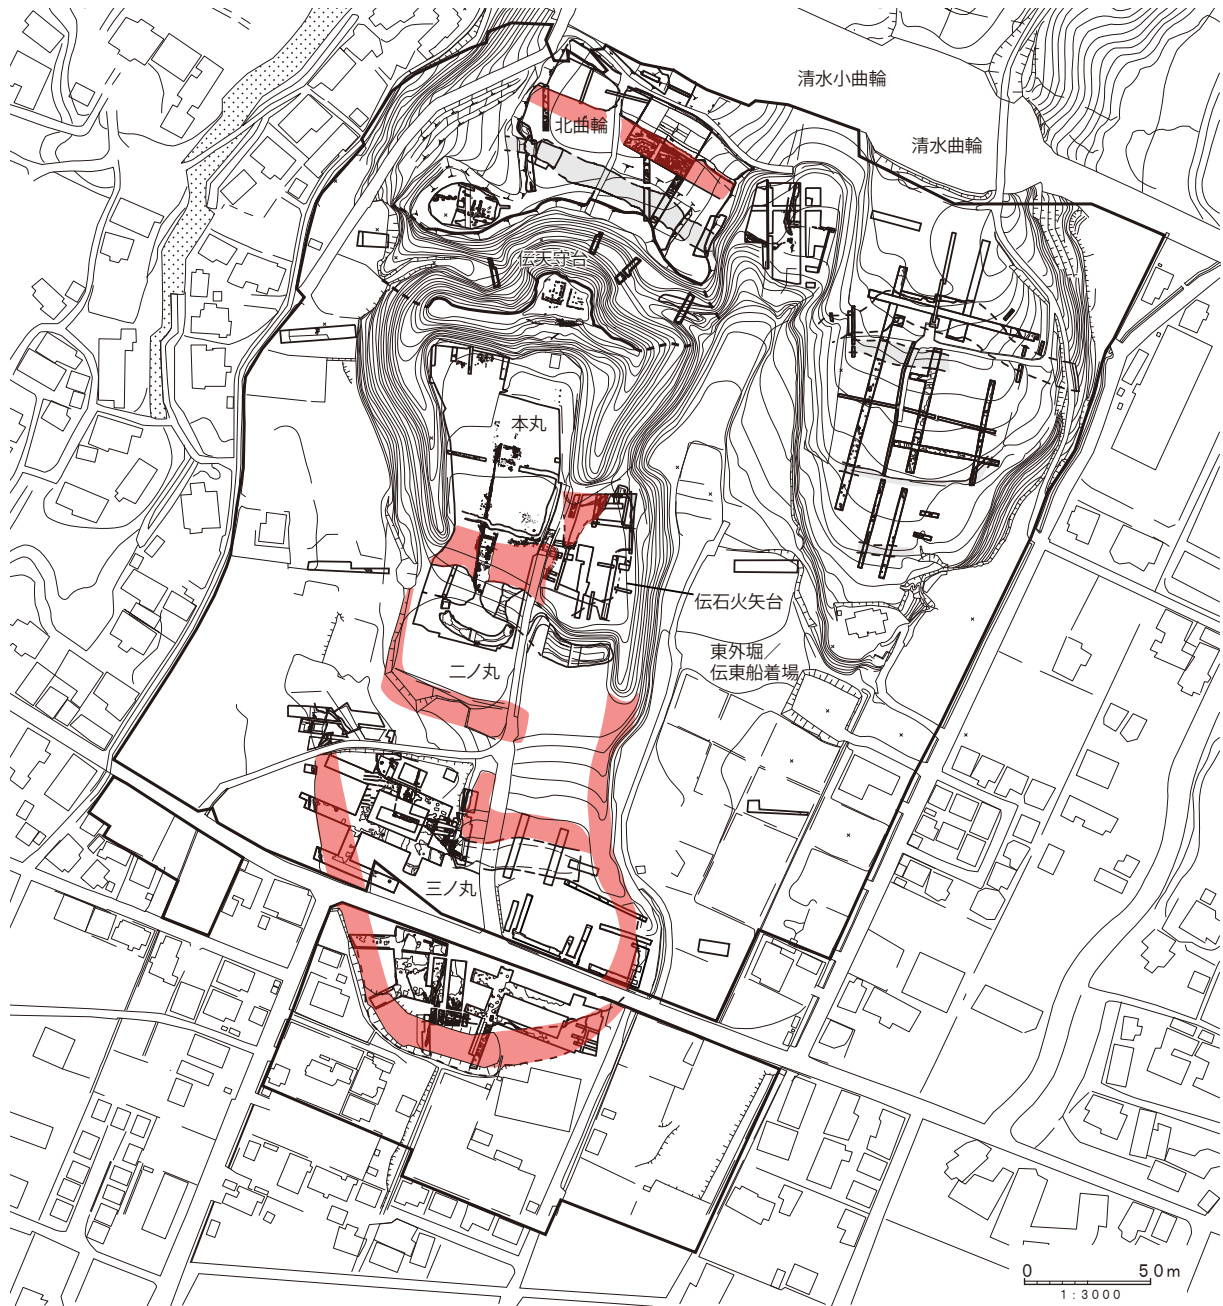 清水小曲輪
北曲輪
清水曲輪
伝天守台
本丸
伝石火矢台
東外堀／
伝東船着場
二ノ丸
三ノ丸
0 50m
1:3000